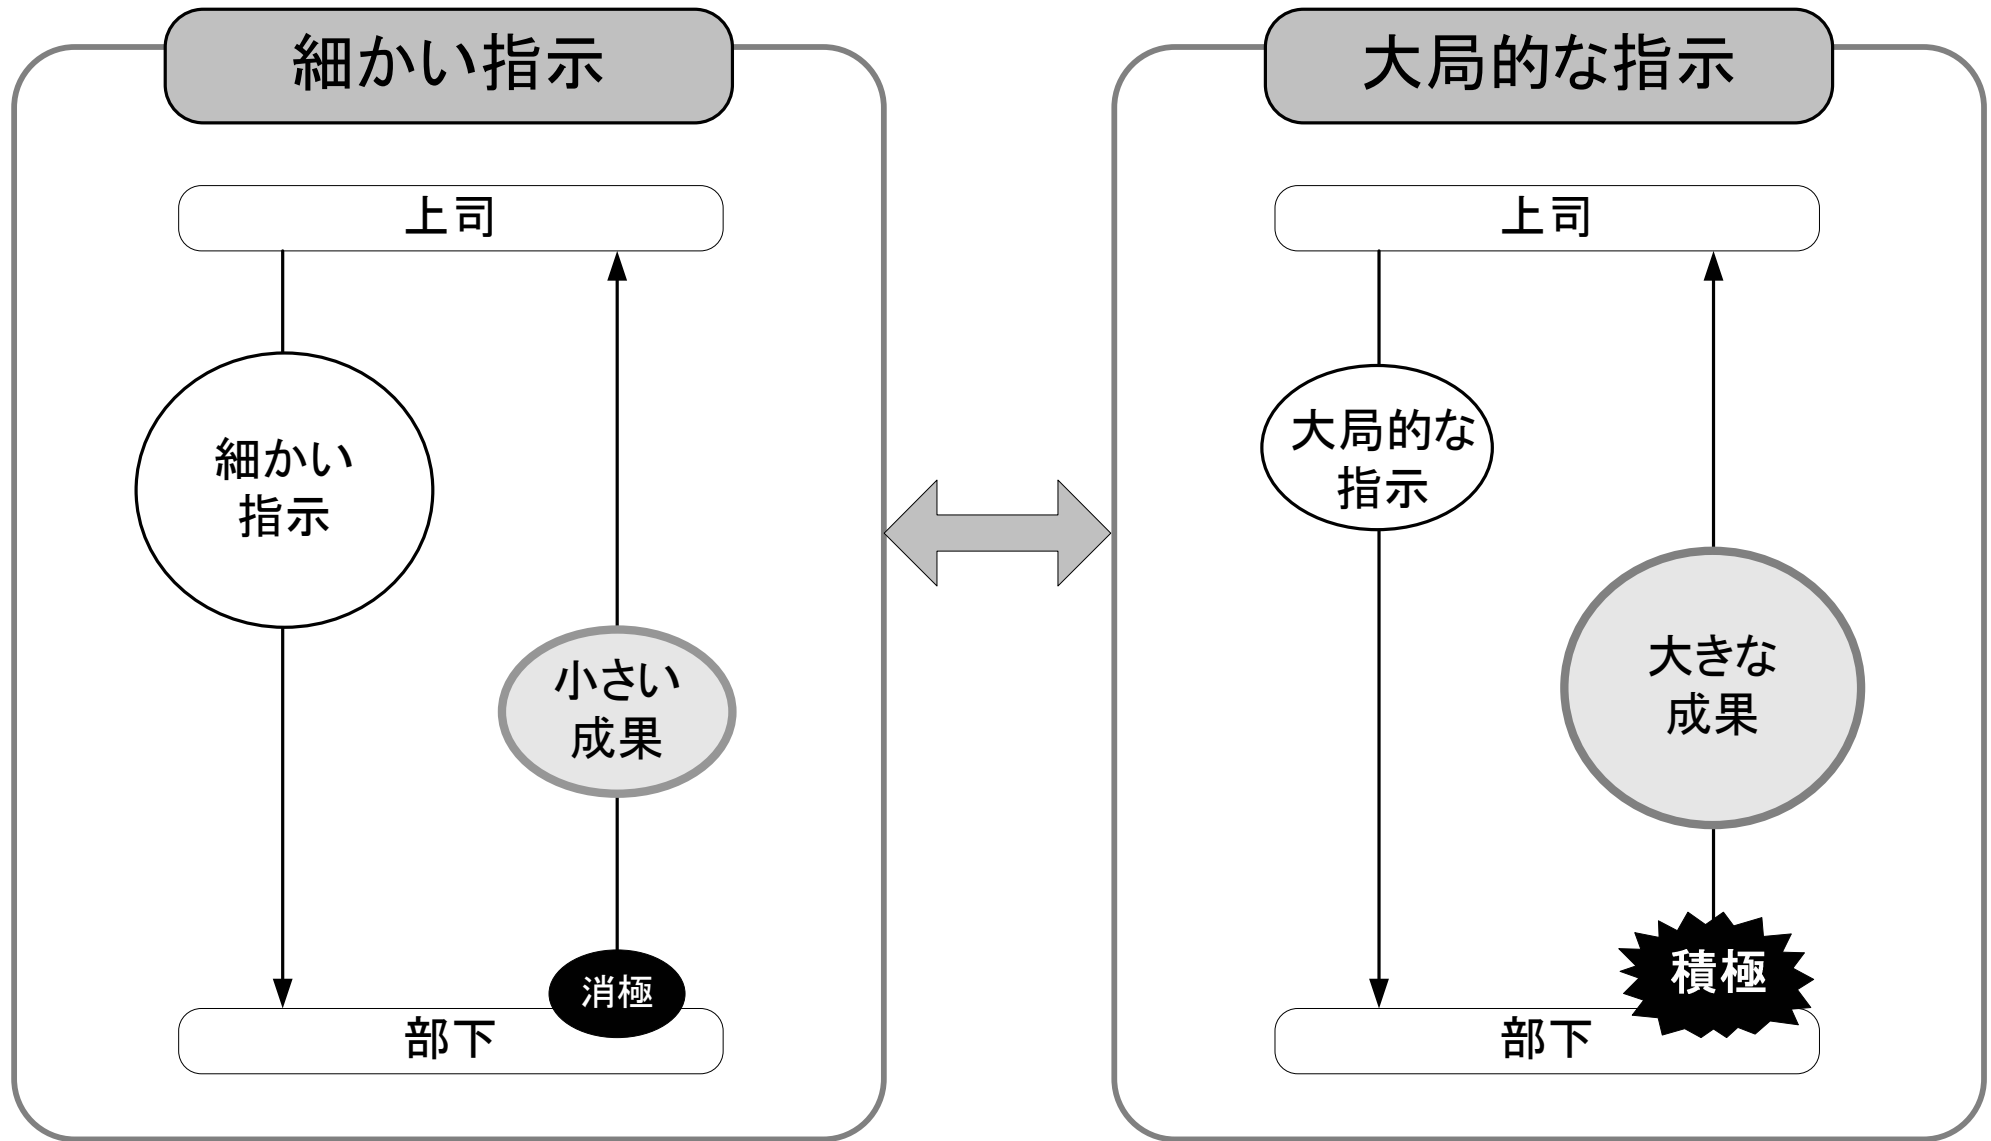 細かい指示
上司
細かい
指示
小さい
成果
消極
部下
大局的な指示
上司
大局的な
指示
大きな
成果
積極
部下